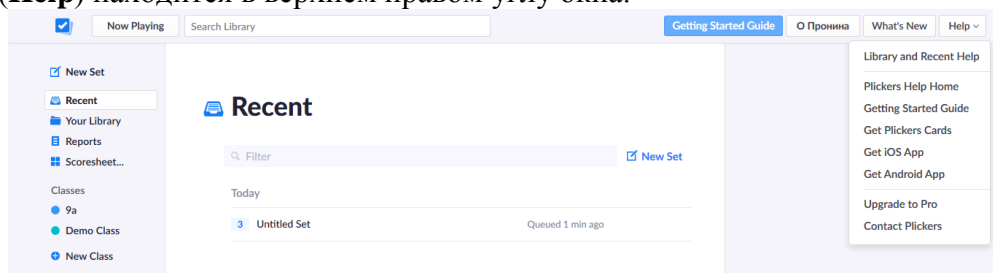 (Help) находится в верхнем правом углу окна.
Now Playing
Search Library
Getting Started Guide
О Пронина
What's New
Help
Library and Recent Help
Plickers Help Home
Getting Started Guide
Get Plickers Cards
Get iOS App
Get Android App
Upgrade to Pro
Contact Plickers
New Set
Recent
Your Library
Reports
Scoresheet...
Classes
9a
Demo Class
New Class
Recent
Filter
New Set
Today
3 Untitled Set Queued 1 min ago